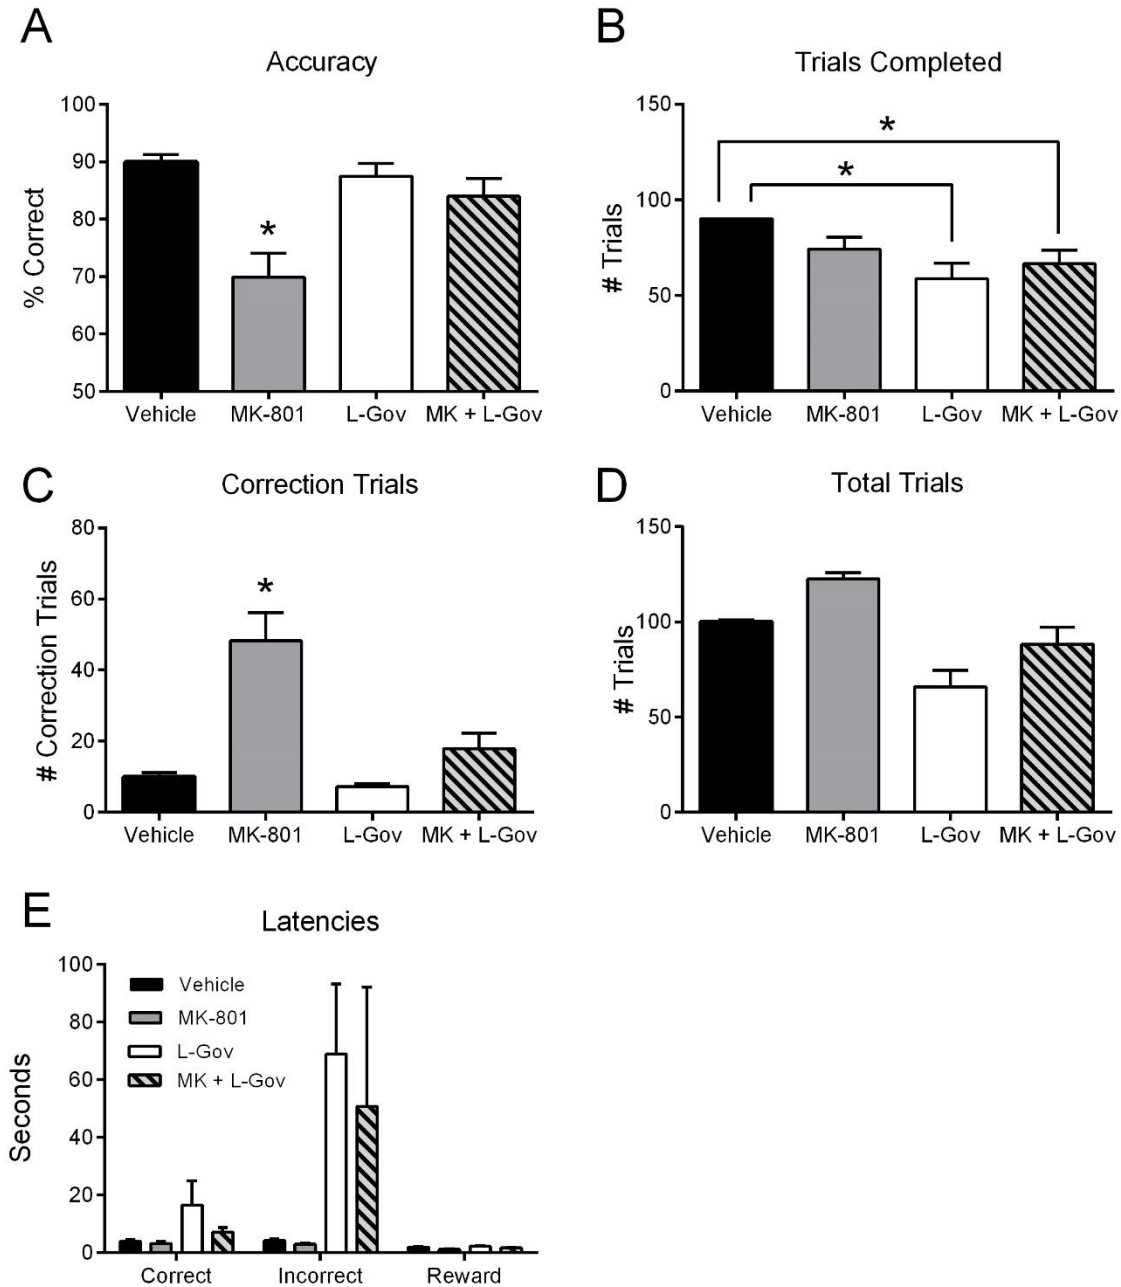 A
Accuracy
% Correct
100
90
80
70
60
50
*
Vehicle MK-801 L-Gov MK + L-Gov
B
Trials Completed
# Trials
150
100
50
0
*
*
Vehicle MK-801 L-Gov MK + L-Gov
C
Correction Trials
# Correction Trials
80
60
40
20
0
*
Vehicle MK-801 L-Gov MK + L-Gov
D
Total Trials
# Trials
150
100
50
0
Vehicle MK-801 L-Gov MK + L-Gov
E
Latencies
Seconds
100
80
60
40
20
0
Vehicle
MK-801
L-Gov
MK + L-Gov
Correct Incorrect Reward